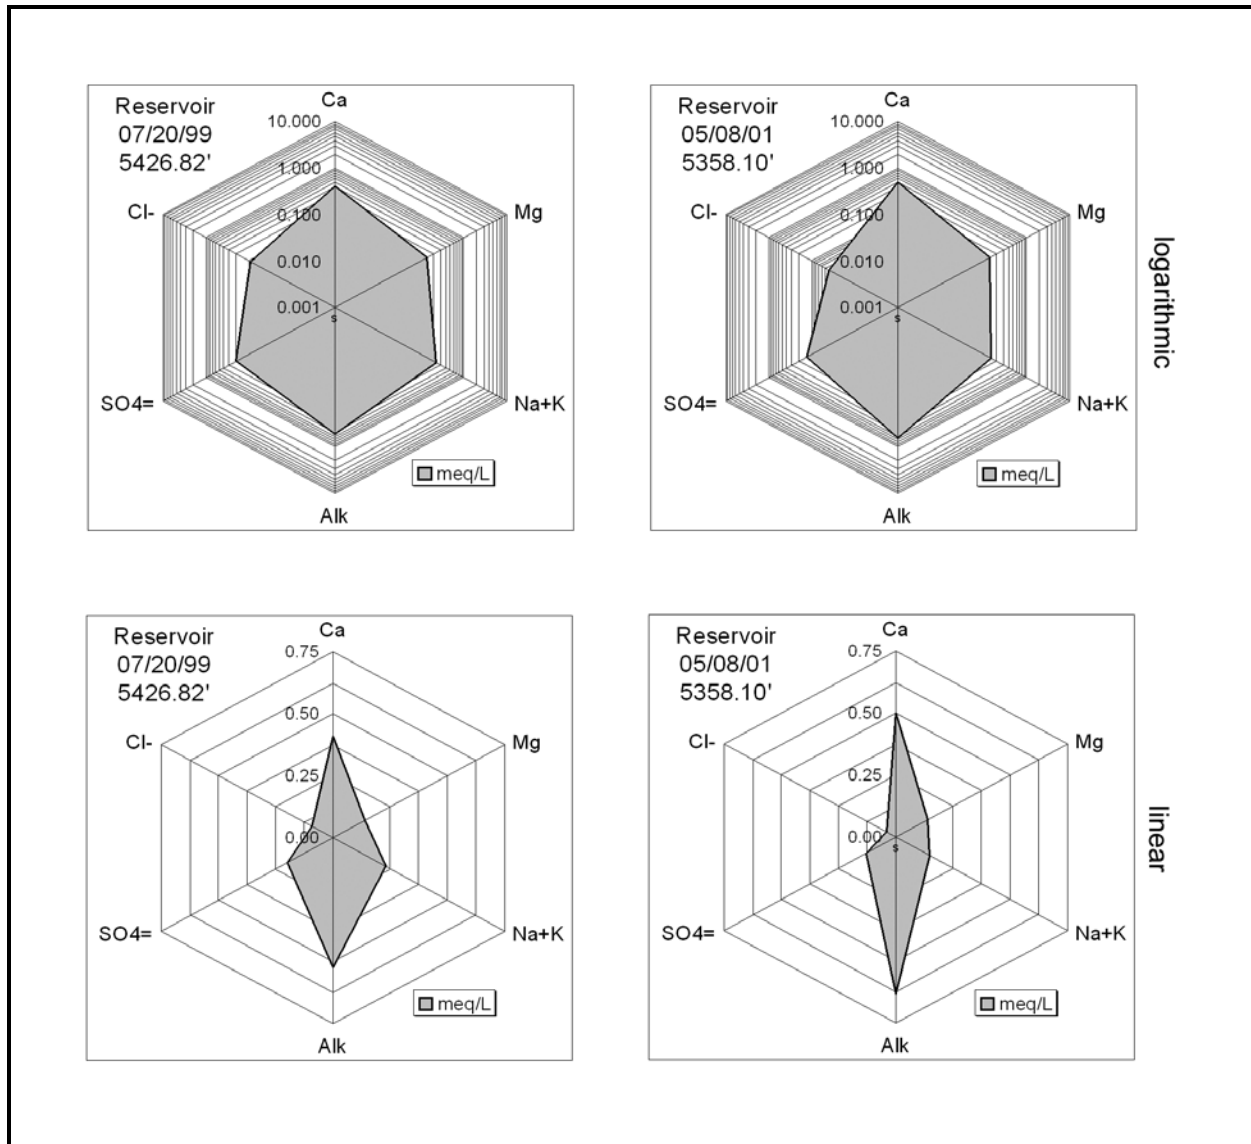 Reservoir
07/20/99
5426.82'
Ca
10.000
1.000
0.100
0.010
0.001
s
Cl-
Mg
SO4=
Na+K
meq/L
Alk
Reservoir
05/08/01
5358.10'
Ca
10.000
1.000
0.100
0.010
0.001
s
Cl-
Mg
SO4=
Na+K
meq/L
Alk
logarithmic
Reservoir
07/20/99
5426.82'
Ca
0.75
0.50
0.25
0.00
Cl-
Mg
SO4=
Na+K
meq/L
Alk
Reservoir
05/08/01
5358.10'
Ca
0.75
0.50
0.25
0.00
s
Cl-
Mg
SO4=
Na+K
meq/L
Alk
linear